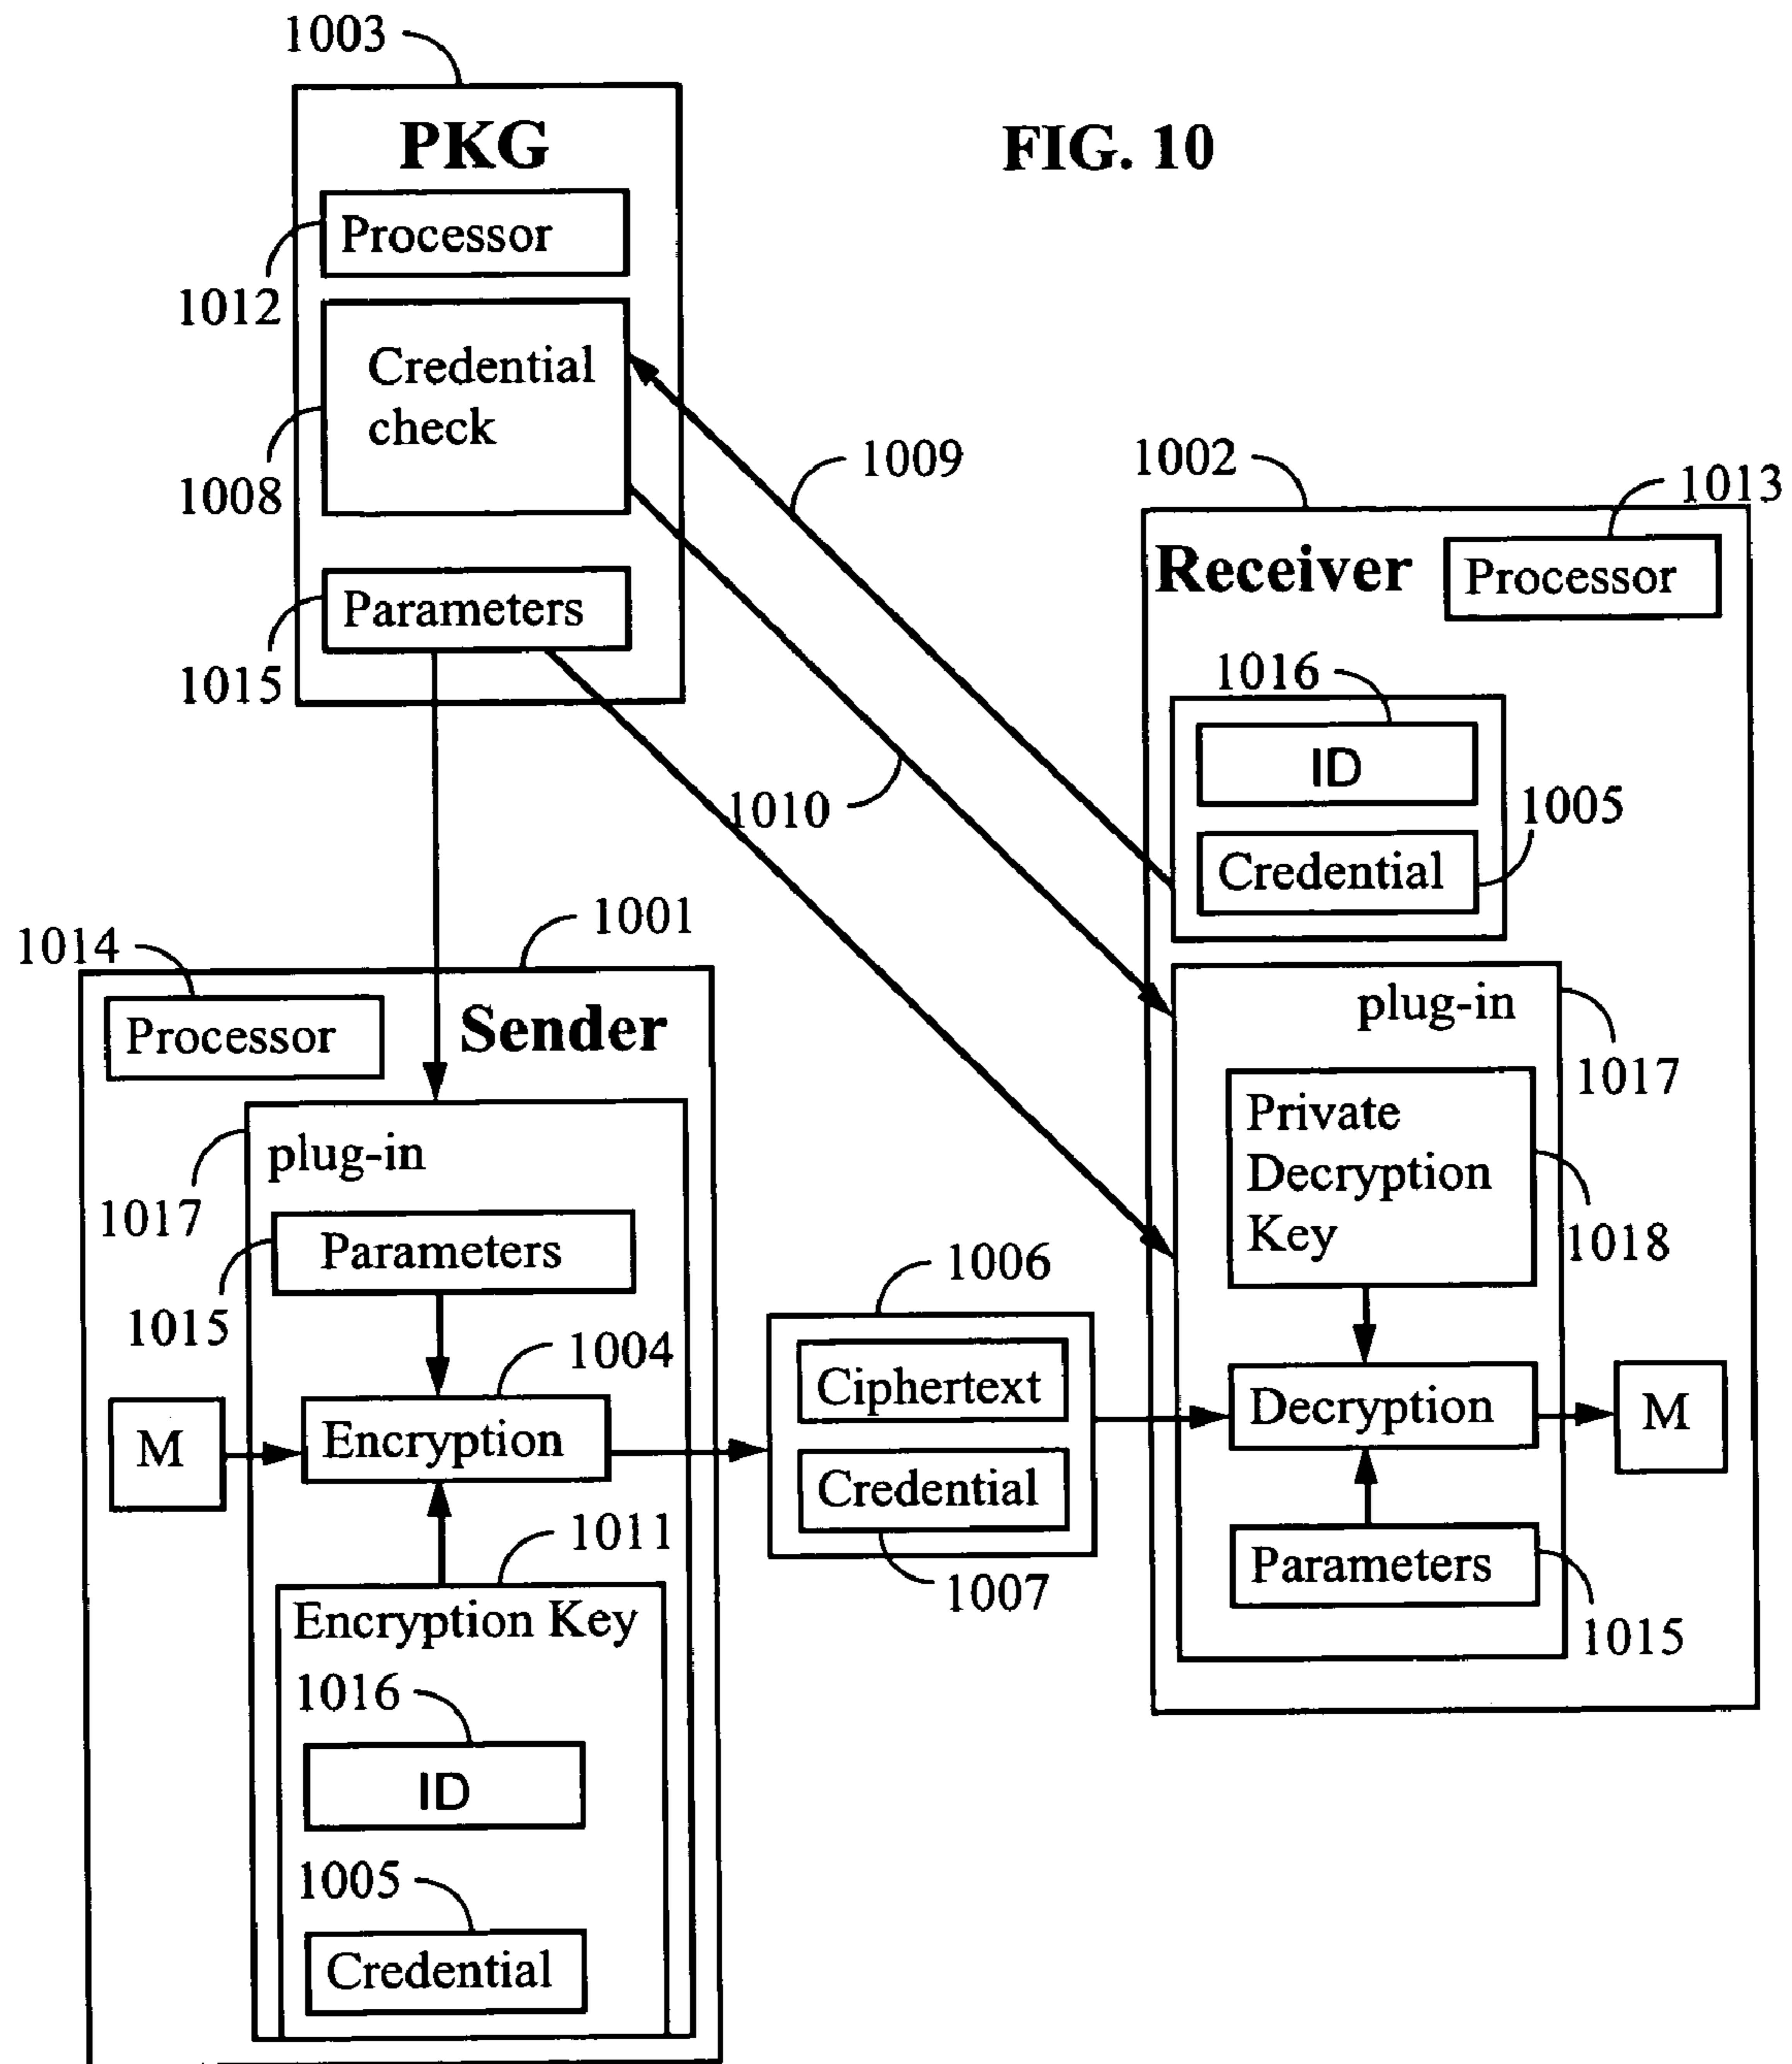 1003
PKG
FIG. 10
Processor
1012
Credential
check
1008
Parameters
1015
1009
1010
1002
1013
Receiver
Processor
1016
ID
1005
Credential
plug-in
1017
Private
Decryption
Key
1018
Decryption
M
Parameters
1015
1001
1014
Processor
Sender
plug-in
1017
Parameters
1015
1004
M
Encryption
1011
Encryption Key
1016
ID
1005
Credential
1006
Ciphertext
Credential
1007